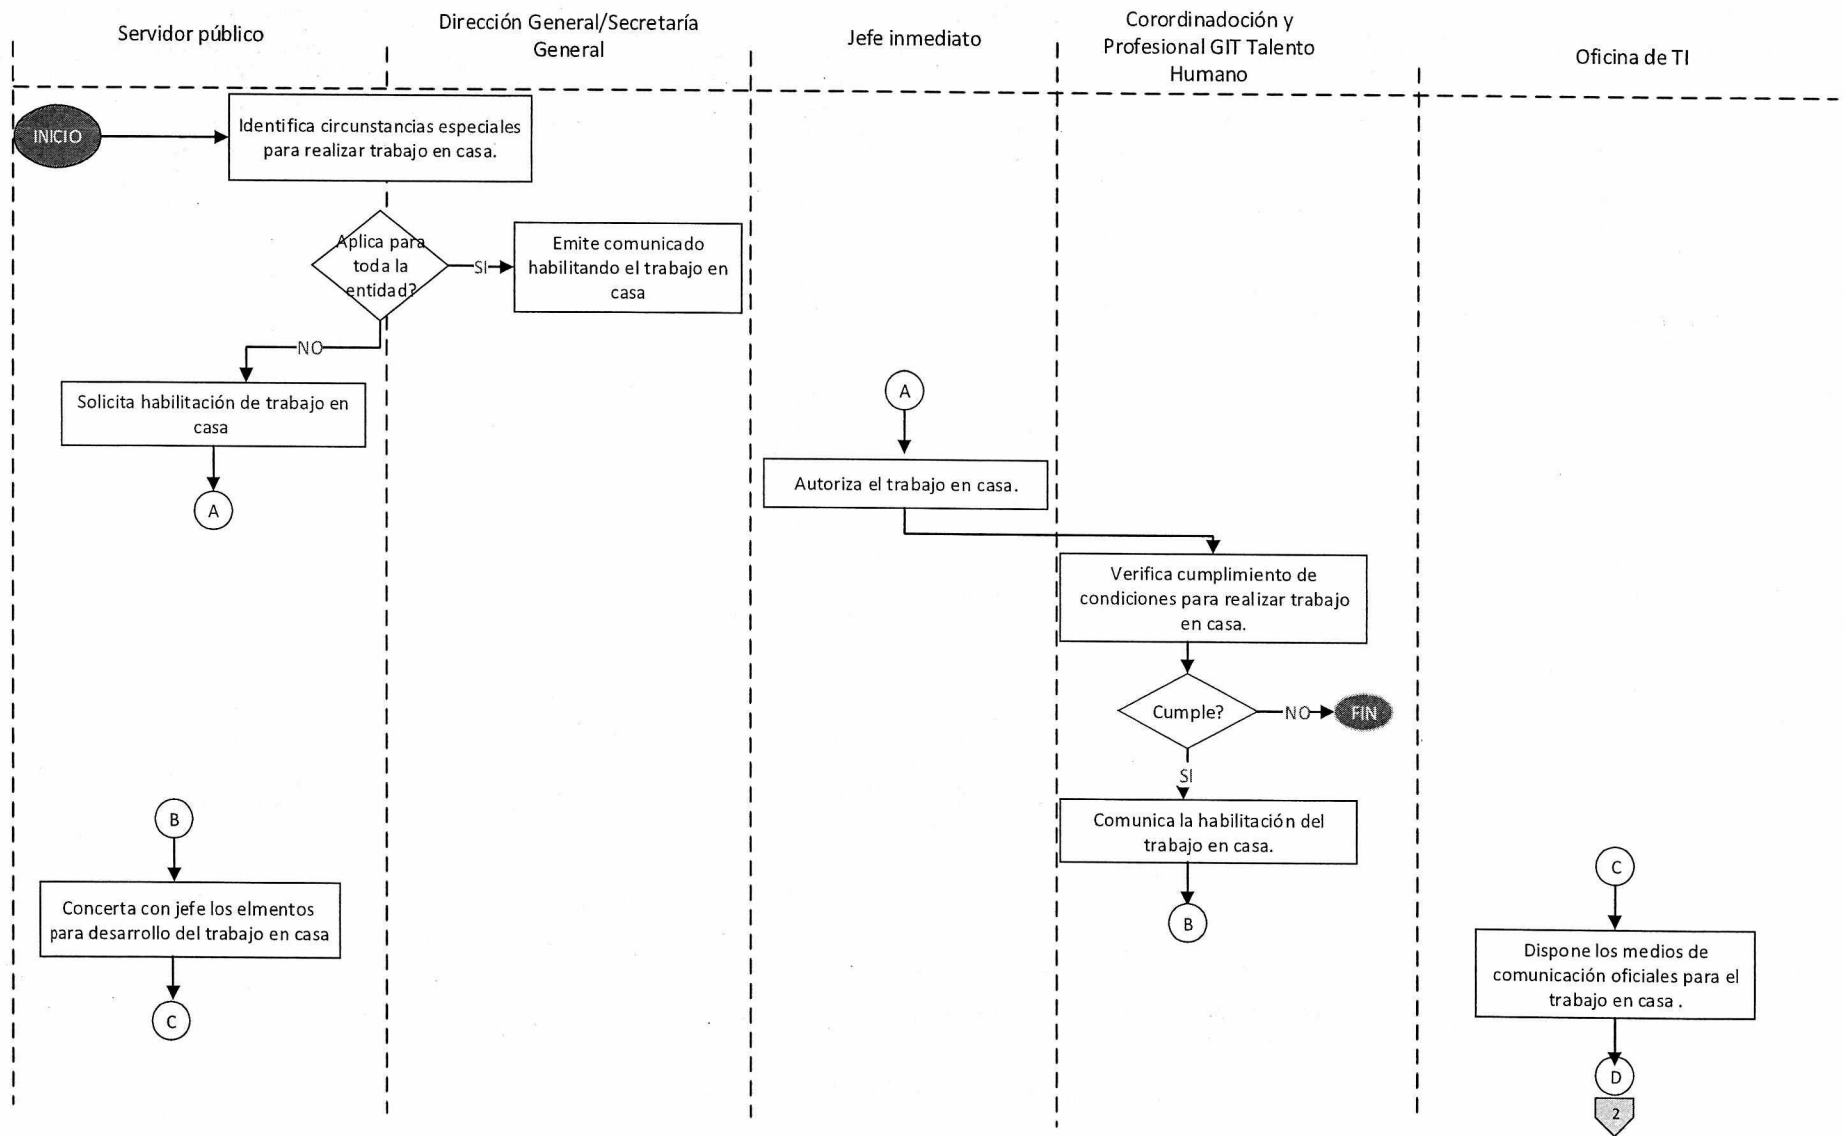 Servidor público
Dirección General/Secretaría
General
Jefe inmediato
Corordinadoción y
Profesional GIT Talento
Humano
Oficina de TI
INICIO
Identifica circunstancias especiales
para realizar trabajo en casa.
Aplica para
toda la
entidad?
SI
Emite comunicado
habilitando el trabajo en
casa
NO
Solicita habilitación de trabajo en
casa
A
A
Autoriza el trabajo en casa.
Verifica cumplimiento de
condiciones para realizar trabajo
en casa.
Cumple?
NO
FIN
SI
Comunica la habilitación del
trabajo en casa.
B
B
Concerta con jefe los elmentos
para desarrollo del trabajo en casa
C
C
Dispone los medios de
comunicación oficiales para el
trabajo en casa .
D
2